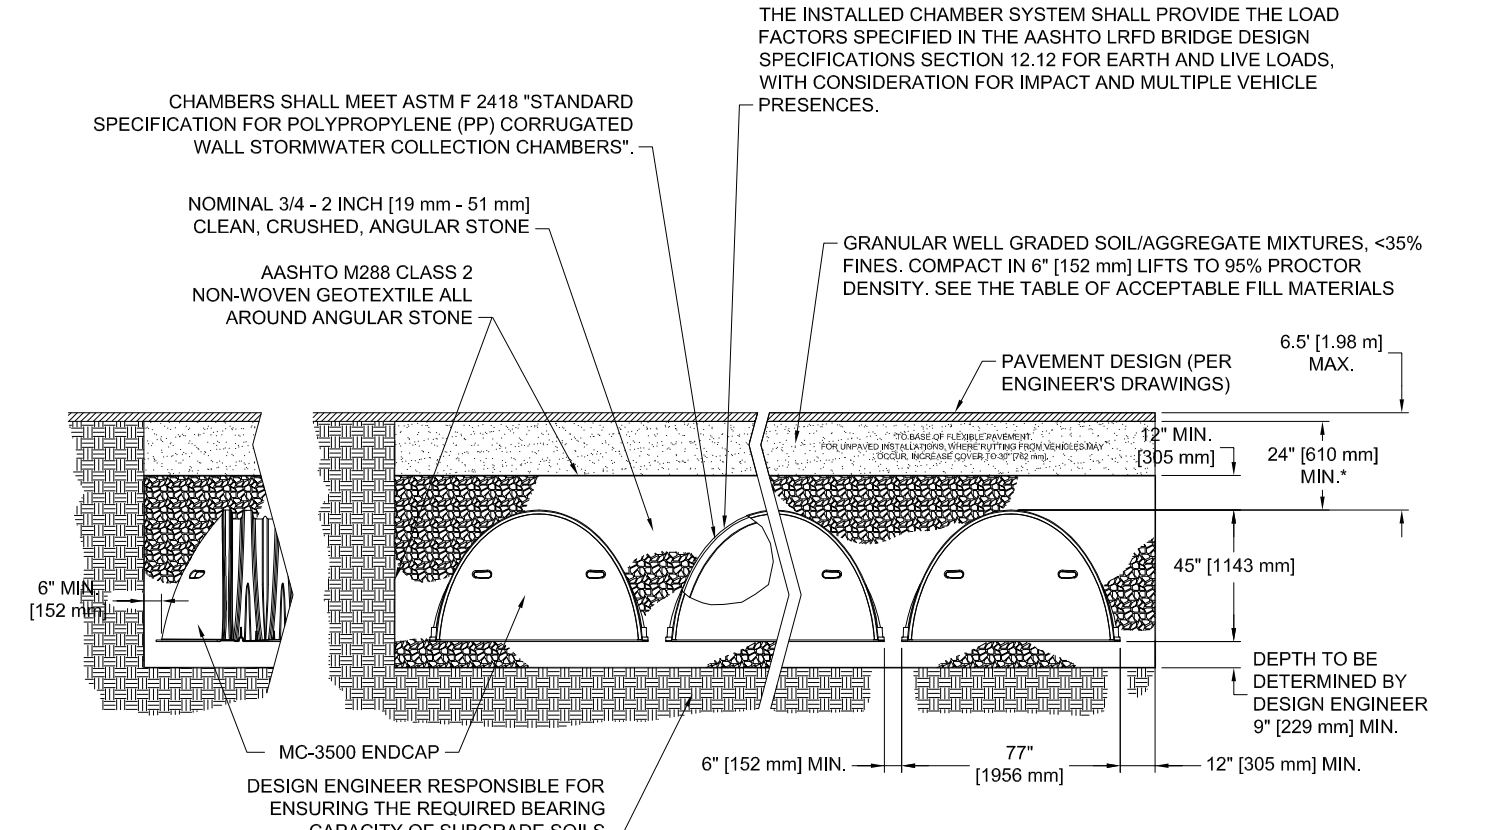 THE INSTALLED CHAMBER SYSTEM SHALL PROVIDE THE LOAD
FACTORS SPECIFIED IN THE AASHTO LRFD BRIDGE DESIGN
SPECIFICATIONS SECTION 12.12 FOR EARTH AND LIVE LOADS,
WITH CONSIDERATION FOR IMPACT AND MULTIPLE VEHICLE
PRESENCES.
CHAMBERS SHALL MEET ASTM F 2418 "STANDARD
SPECIFICATION FOR POLYPROPYLENE (PP) CORRUGATED
WALL STORMWATER COLLECTION CHAMBERS".
NOMINAL 3/4 - 2 INCH [19 mm - 51 mm]
CLEAN, CRUSHED, ANGULAR STONE
GRANULAR WELL GRADED SOIL/AGGREGATE MIXTURES, <35%
FINES. COMPACT IN 6" [152 mm] LIFTS TO 95% PROCTOR
DENSITY. SEE THE TABLE OF ACCEPTABLE FILL MATERIALS
AASHTO M288 CLASS 2
NON-WOVEN GEOTEXTILE ALL
AROUND ANGULAR STONE
PAVEMENT DESIGN (PER
ENGINEER'S DRAWINGS)
6.5' [1.98 m]
MAX.
*TO BASE OF FLEXIBLE PAVEMENT.
FOR UNPAVED INSTALLATIONS, WHERE RUTTING FROM VEHICLES MAY
OCCUR, INCREASE COVER TO 30" [762 mm].
12" MIN.
[305 mm]
24" [610 mm]
MIN.*
45" [1143 mm]
6" MIN.
[152 mm]
DEPTH TO BE
DETERMINED BY
DESIGN ENGINEER
9" [229 mm] MIN.
MC-3500 ENDCAP
6" [152 mm] MIN.
77"
[1956 mm]
12" [305 mm] MIN.
DESIGN ENGINEER RESPONSIBLE FOR
ENSURING THE REQUIRED BEARING
CAPACITY OF SUBGRADE SOILS